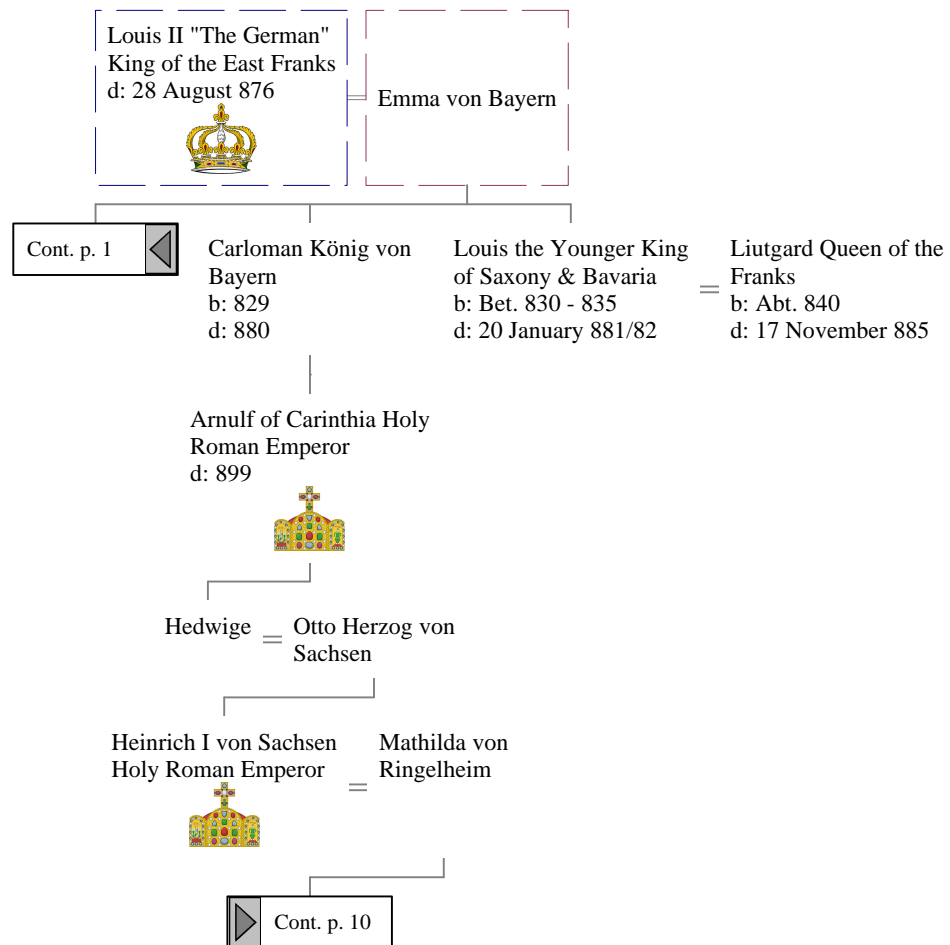 Louis II "The German"
King of the East Franks
d: 28 August 876
Emma von Bayern
Cont. p. 1
Carloman König von
Bayern
b: 829
d: 880
Louis the Younger King
of Saxony & Bavaria
b: Bet. 830 - 835
d: 20 January 881/82
Liutgard Queen of the
Franks
b: Abt. 840
d: 17 November 885
Arnulf of Carinthia Holy
Roman Emperor
d: 899
Hedwige
Otto Herzog von
Sachsen
Heinrich I von Sachsen
Holy Roman Emperor
Mathilda von
Ringelheim
Cont. p. 10